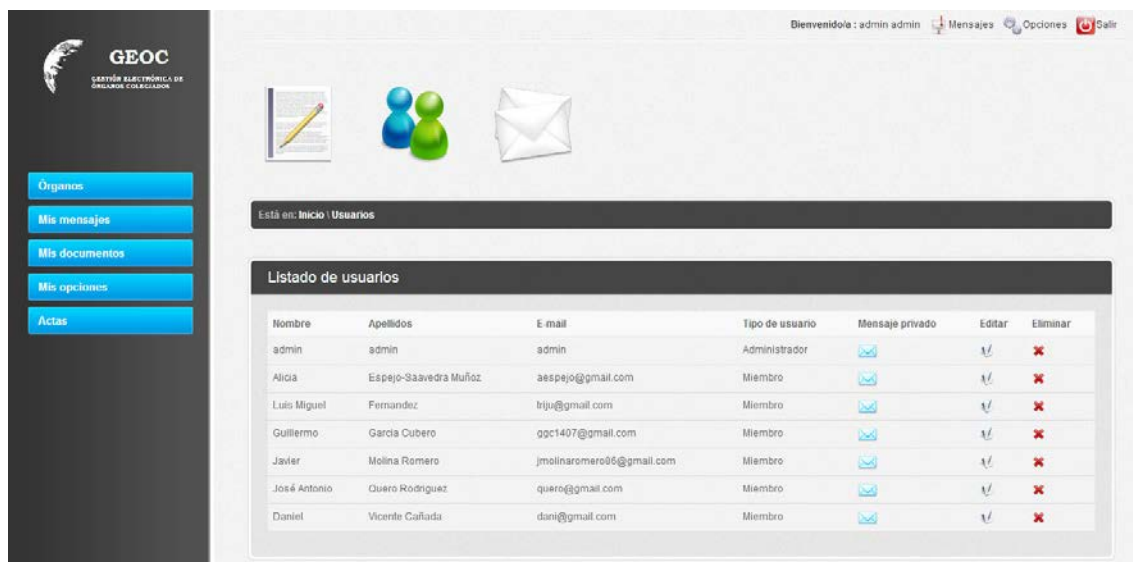 Bienvenido/a : admin admin Mensajes Opciones Salir
GEOC
GESTIÓN ELECTRÓNICA DE
ÓRGANOS COLEGIADOS
Órganos
Mis mensajes
Mis documentos
Mis opciones
Actas
Está en: Inicio \ Usuarios
Listado de usuarios
Nombre Apellidos E-mail Tipo de usuario Mensaje privado Editar Eliminar
admin admin admin Administrador
Alicia Espejo-Saavedra Muñoz aespejo@gmail.com Miembro
Luis Miguel Fernandez Miembro
Guillermo Garcia Cubero ggc1407@gmail.com Miembro
Javier Molina Romero jmolinaromero86@gmail.com Miembro
José Antonio Quero Rodriguez quero@gmail.com Miembro
Daniel Vicente Cañada dani@gmail.com Miembro